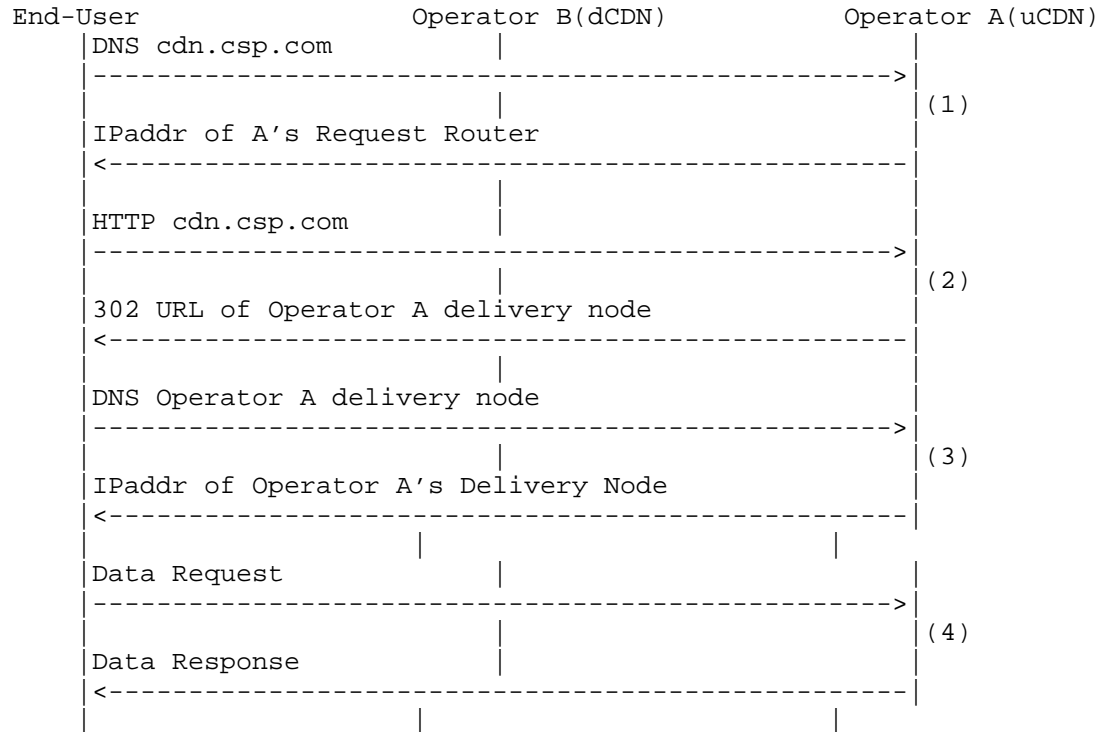 End-User Operator B(dCDN) Operator A(uCDN)
DNS cdn.csp.com
(1)
IPaddr of A's Request Router
HTTP cdn.csp.com
(2)
302 URL of Operator A delivery node
DNS Operator A delivery node
(3)
IPaddr of Operator A's Delivery Node
Data Request
(4)
Data Response